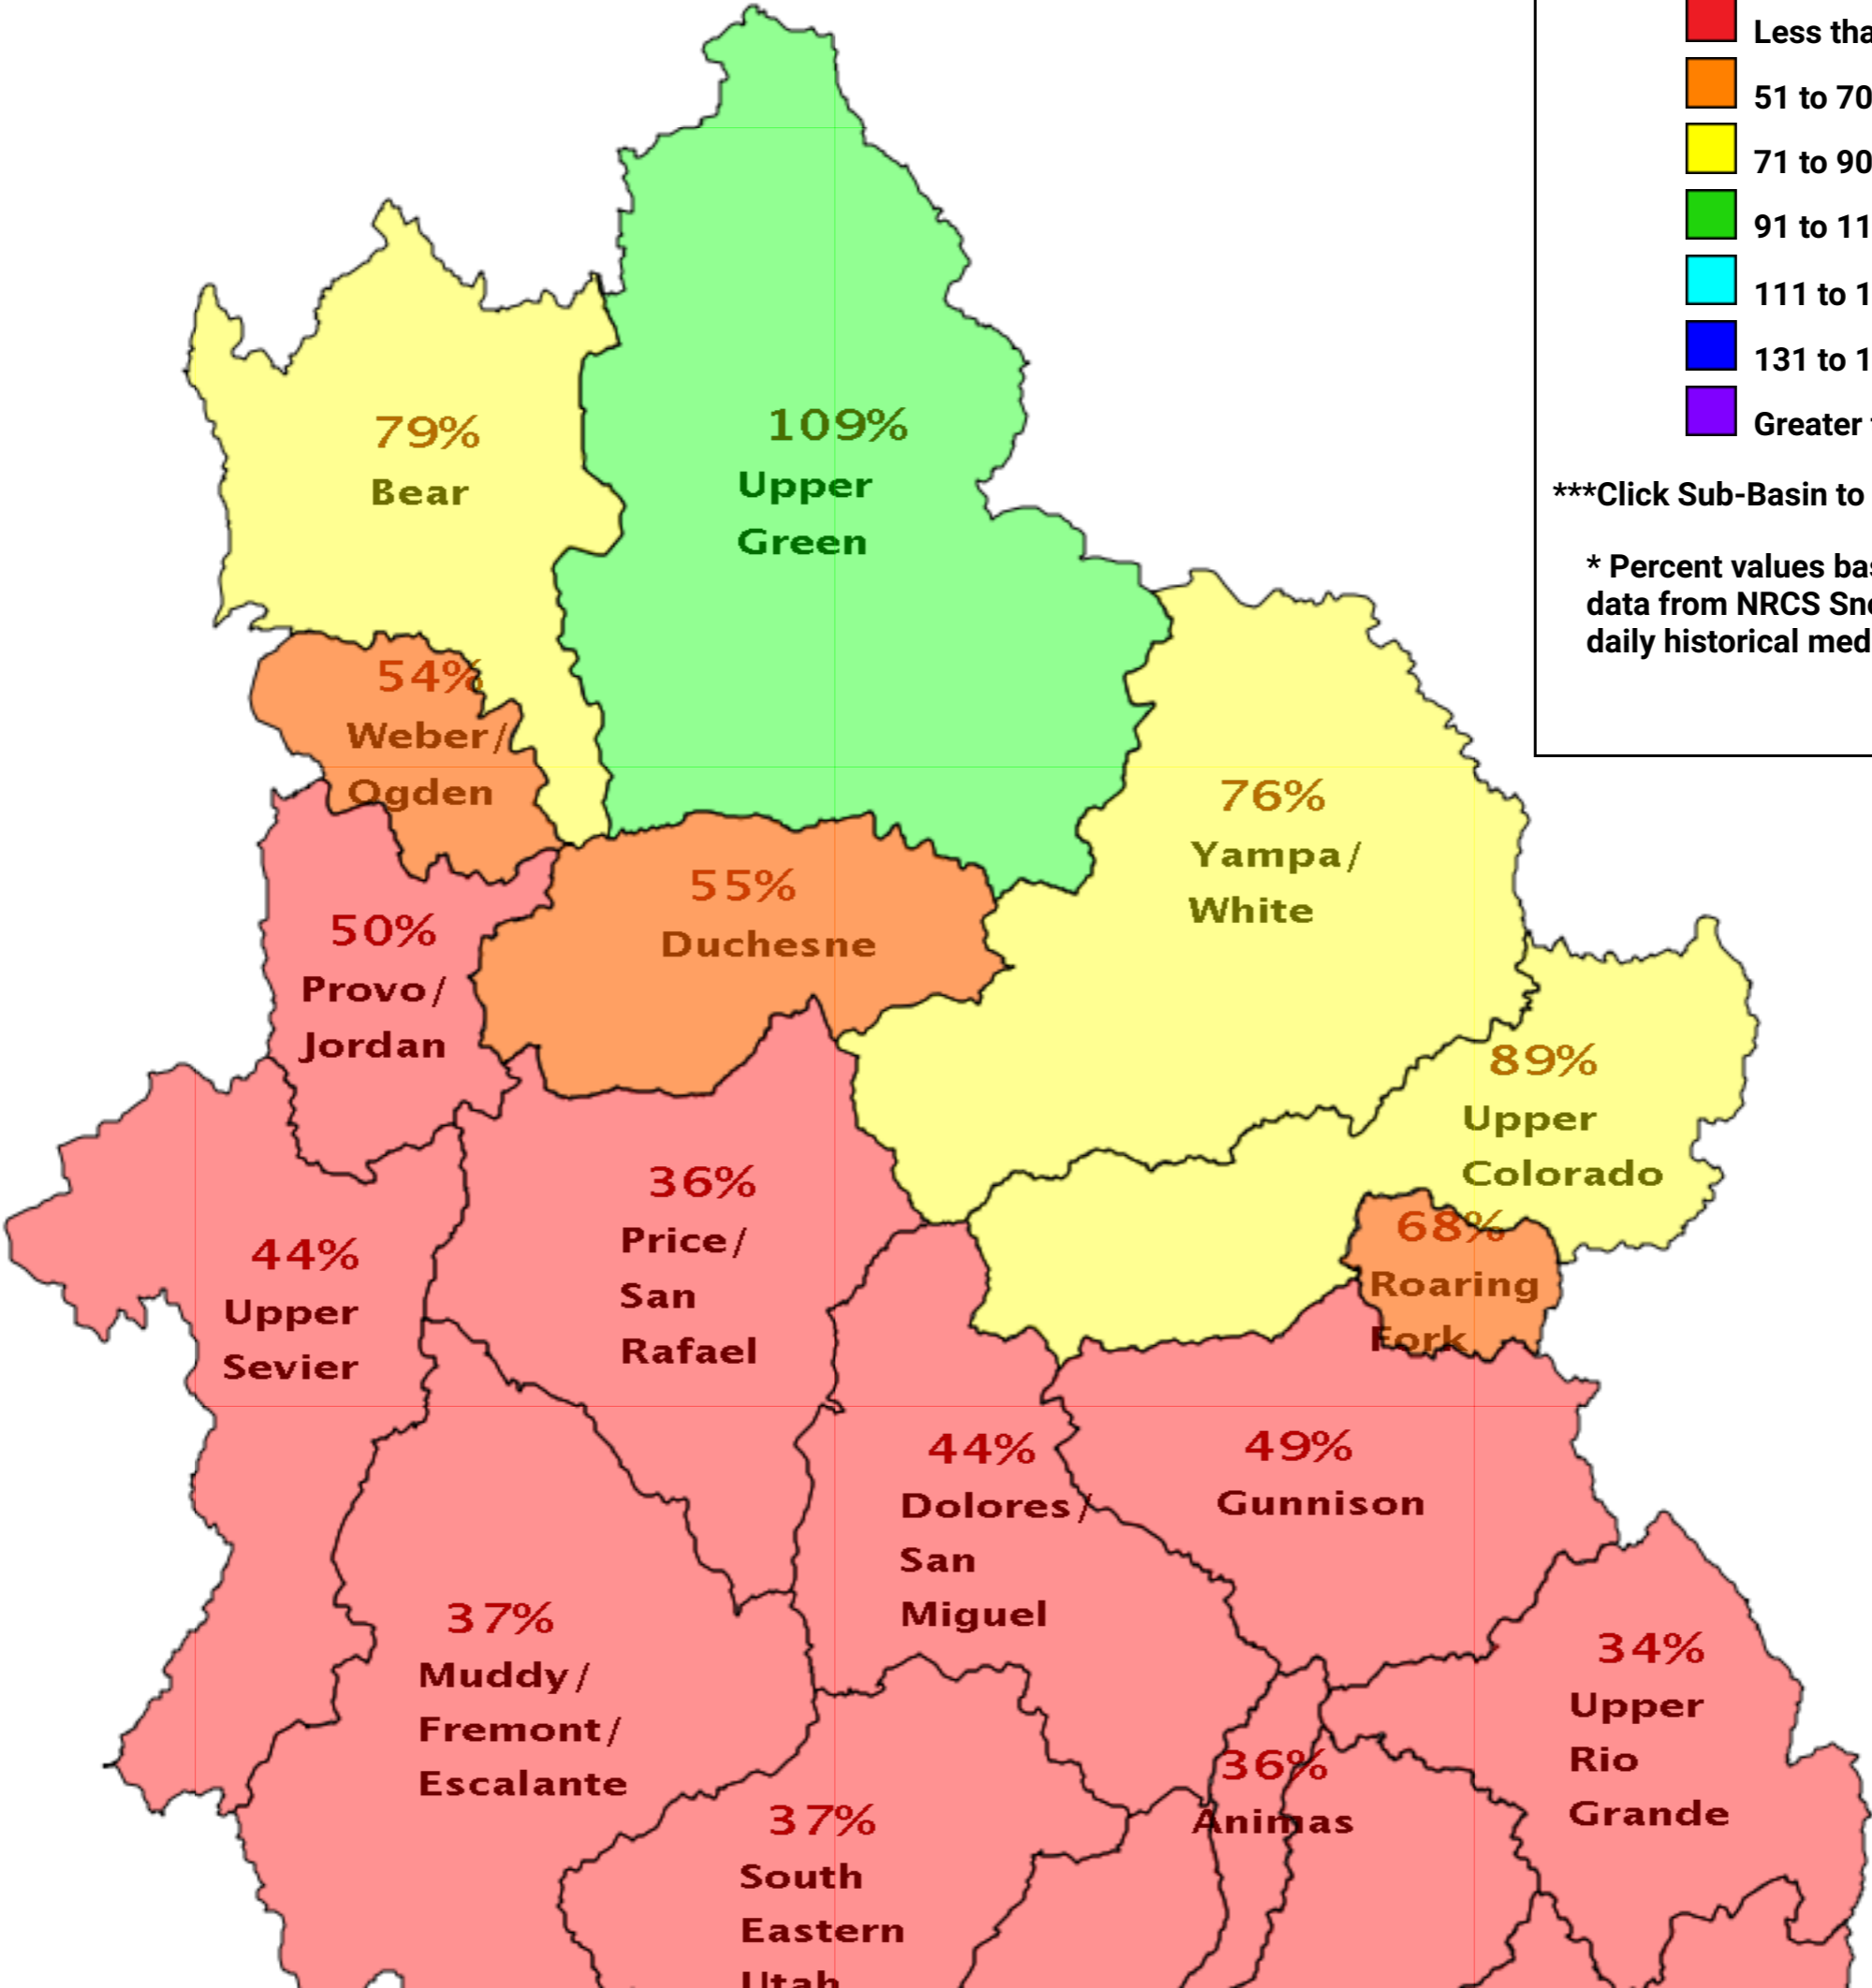 Less tha
51 to 70
71 to 90
91 to 11
111 to 1
131 to 1
Greater
***Click Sub-Basin to
* Percent values bas
data from NRCS Sno
daily historical med
109%
Upper
Green
79%
Bear
54%
Weber/
Ogden
76%
Yampa/
White
55%
Duchesne
50%
Provo/
Jordan
89%
Upper
Colorado
36%
Price/
San
Rafael
68%
Roaring
Fork
44%
Upper
Sevier
44%
Dolores/
San
Miguel
49%
Gunnison
37%
Muddy/
Fremont/
Escalante
34%
Upper
Rio
Grande
36%
Animas
37%
South
Eastern
Utah